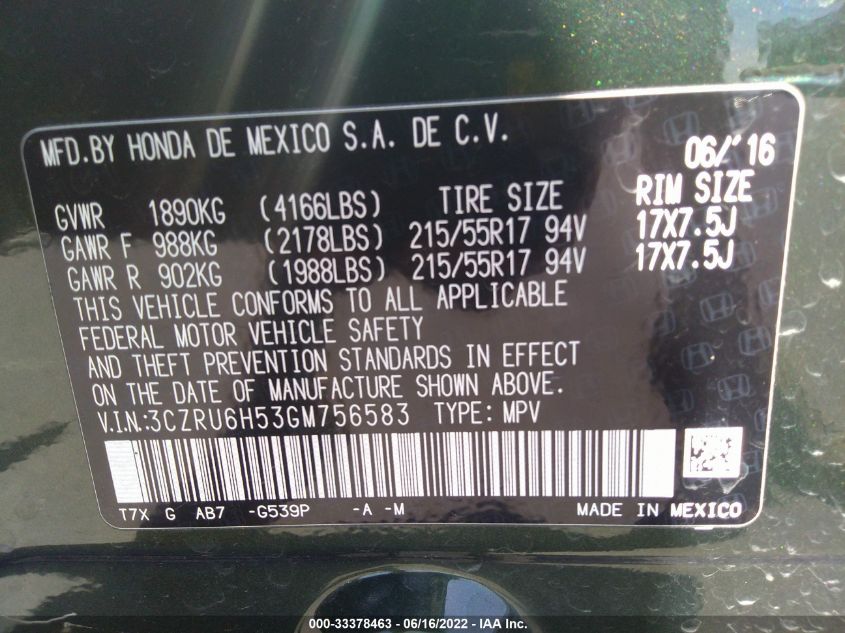 MFD.BY HONDA DE MEXICO S.A. DE C.V. 06/'16
GVWR 1890KG (4166LBS) TIRE SIZE RIM SIZE
GAWR F 988KG (2178LBS) 215/55R17 94V 17X7.5J
GAWR R 902KG (1988LBS) 215/55R17 94V 17X7.5J
THIS VEHICLE CONFORMS TO ALL APPLICABLE
FEDERAL MOTOR VEHICLE SAFETY
AND THEFT PREVENTION STANDARDS IN EFFECT
ON THE DATE OF MANUFACTURE SHOWN ABOVE.
V.I.N.:3CZRU6H53GM756583 TYPE: MPV
T7X G AB7 -G539P -A -M MADE IN MEXICO
000-33378463 - 06/16/2022 - IAA Inc.